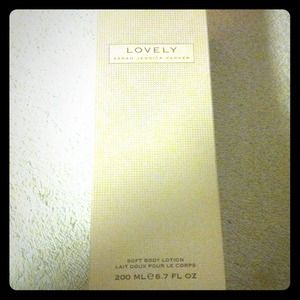 LOVELY
SARAH JESSICA PARKER
SOFT BODY LOTION
LAIT DOUX POUR LE CORPS
200 ML ℮ 6.7 FL OZ